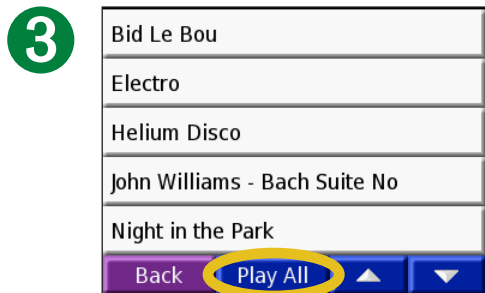 3
Bid Le Bou
Electro
Helium Disco
John Williams - Bach Suite No
Night in the Park
Back Play All